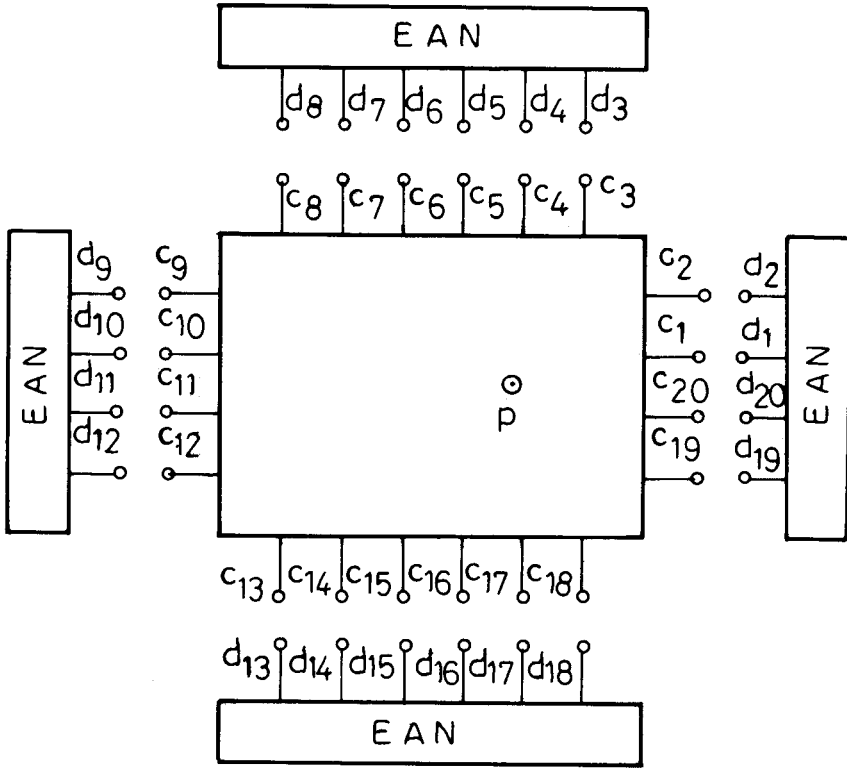 EAN
d8 d7 d6 d5 d4 d3
c8 c7 c6 c5 c4 c3
d9 c9 c2 d2
d10 c10 c1 d1
d11 c11 c20 d20
d12 c12 c19 d19
EAN
p
EAN
c13 c14 c15 c16 c17 c18
d13 d14 d15 d16 d17 d18
EAN